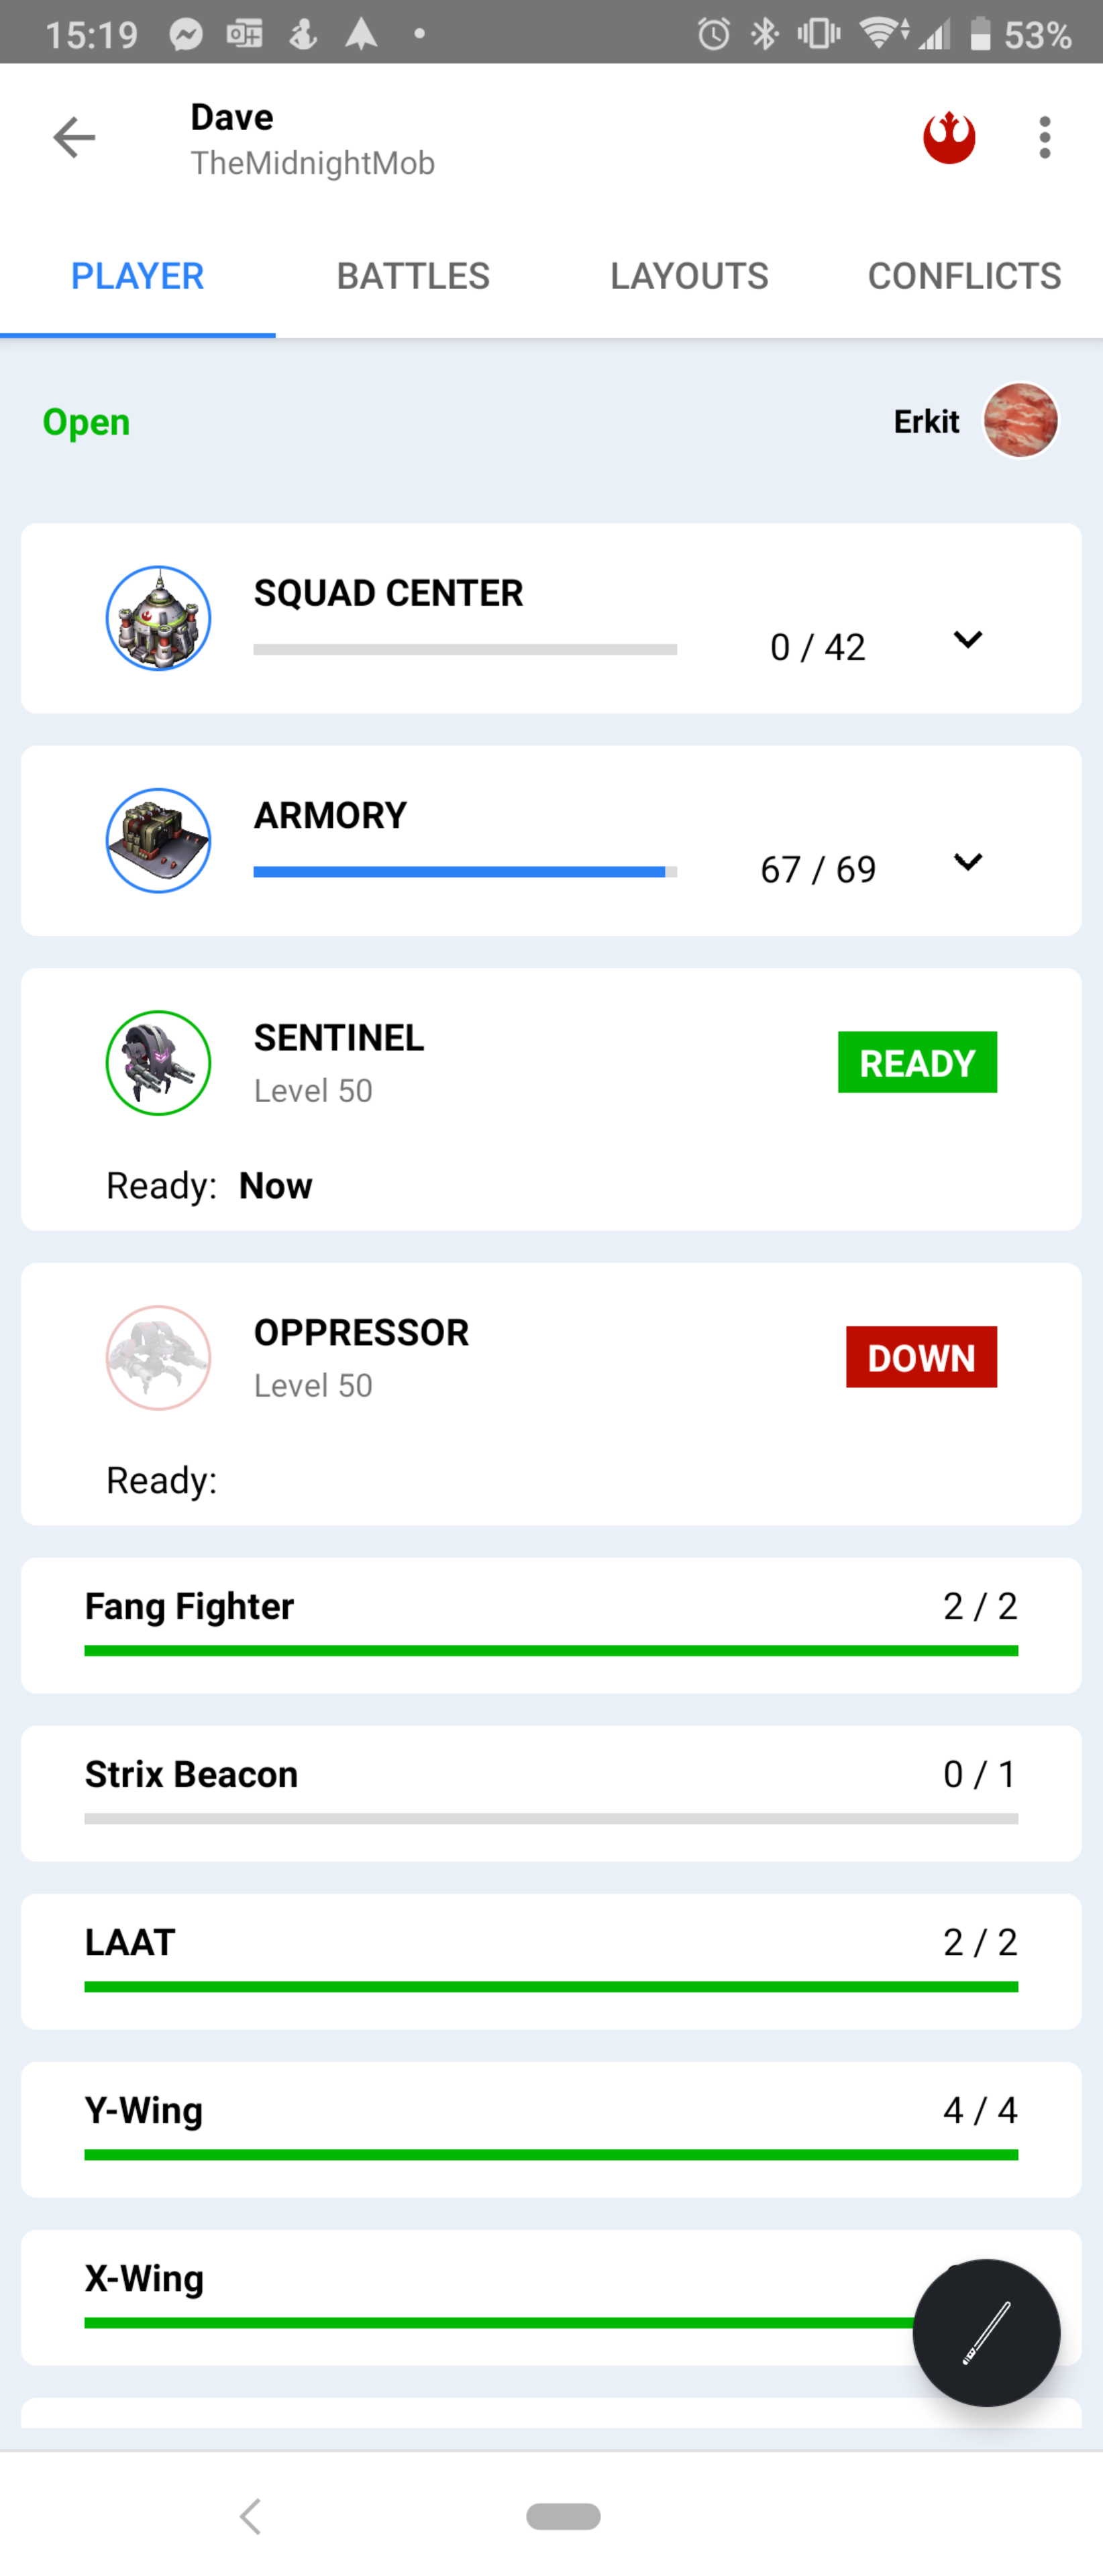 15:19
53%
Dave
TheMidnightMob
PLAYER BATTLES LAYOUTS CONFLICTS
Open
Erkit
SQUAD CENTER
0 / 42
ARMORY
67 / 69
SENTINEL
Level 50
READY
Ready: Now
OPPRESSOR
Level 50
DOWN
Ready:
Fang Fighter 2 / 2
Strix Beacon 0 / 1
LAAT 2 / 2
Y-Wing 4 / 4
X-Wing